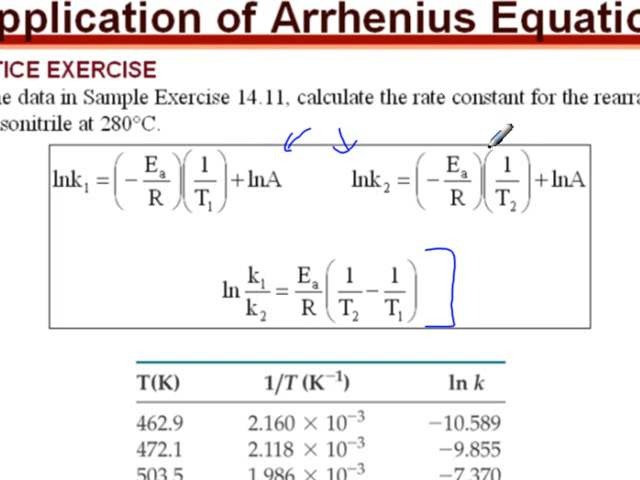 pplication of Arrhenius Equatio
TICE EXERCISE
e data in Sample Exercise 14.11, calculate the rate constant for the rearra
sonitrile at 280°C.
lnk₁ = (− Eₐ/R)(1/T₁) + lnA lnk₂ = (− Eₐ/R)(1/T₂) + lnA
ln k₁/k₂ = Eₐ/R (1/T₂ − 1/T₁)
T(K) 1/T (K⁻¹) ln k
462.9 2.160 × 10⁻³ −10.589
472.1 2.118 × 10⁻³ −9.855
503.5 1.986 × 10⁻³ −7.370